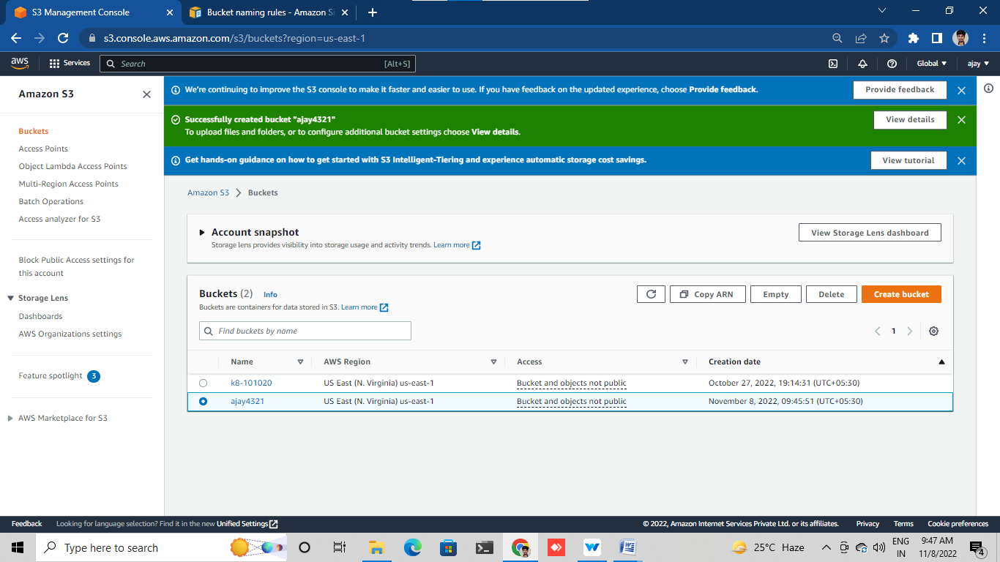 S3 Management Console
Bucket naming rules - Amazon Si
s3.console.aws.amazon.com/s3/buckets?region=us-east-1
aws
Services
Search
[Alt+S]
Global
ajay
Amazon S3
Buckets
Access Points
Object Lambda Access Points
Multi-Region Access Points
Batch Operations
Access analyzer for S3
Block Public Access settings for
this account
Storage Lens
Dashboards
AWS Organizations settings
Feature spotlight 3
AWS Marketplace for S3
We're continuing to improve the S3 console to make it faster and easier to use. If you have feedback on the updated experience, choose Provide feedback.
Provide feedback
Successfully created bucket "ajay4321"
To upload files and folders, or to configure additional bucket settings choose View details.
View details
Get hands-on guidance on how to get started with S3 Intelligent-Tiering and experience automatic storage cost savings.
View tutorial
Amazon S3 > Buckets
Account snapshot
Storage lens provides visibility into storage usage and activity trends. Learn more
View Storage Lens dashboard
Buckets (2) Info
Buckets are containers for data stored in S3. Learn more
Copy ARN
Empty
Delete
Create bucket
Find buckets by name
1
Name AWS Region Access Creation date
k8-101020 US East (N. Virginia) us-east-1 Bucket and objects not public October 27, 2022, 19:14:31 (UTC+05:30)
ajay4321 US East (N. Virginia) us-east-1 Bucket and objects not public November 8, 2022, 09:45:51 (UTC+05:30)
Feedback Looking for language selection? Find it in the new Unified Settings © 2022, Amazon Internet Services Private Ltd. or its affiliates. Privacy Terms Cookie preferences
Type here to search
25°C Haze
ENG
IN
9:47 AM
11/8/2022
4